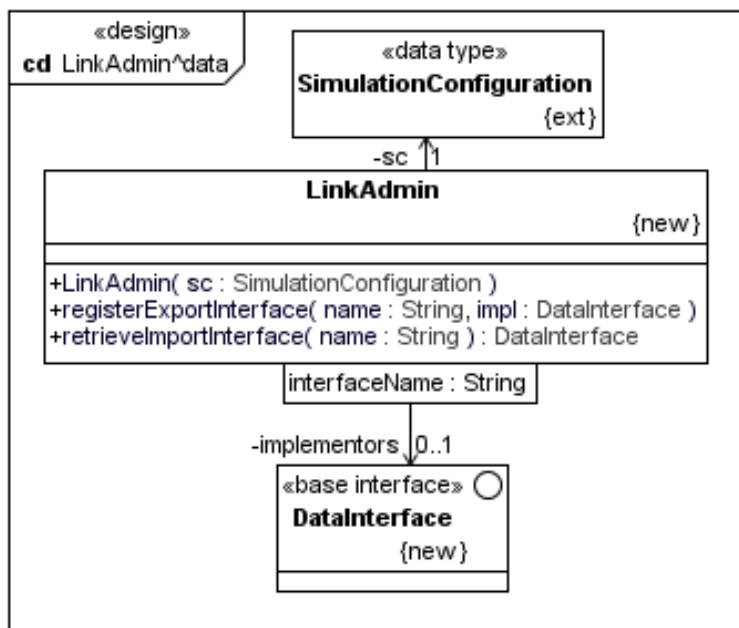 «design»
cd LinkAdmin^data
«data type»
SimulationConfiguration
{ext}
-sc 1
LinkAdmin
{new}
+LinkAdmin( sc : SimulationConfiguration )
+registerExportInterface( name : String, impl : DataInterface )
+retrieveImportInterface( name : String ) : DataInterface
interfaceName : String
-implementors 0..1
«base interface»
DataInterface
{new}